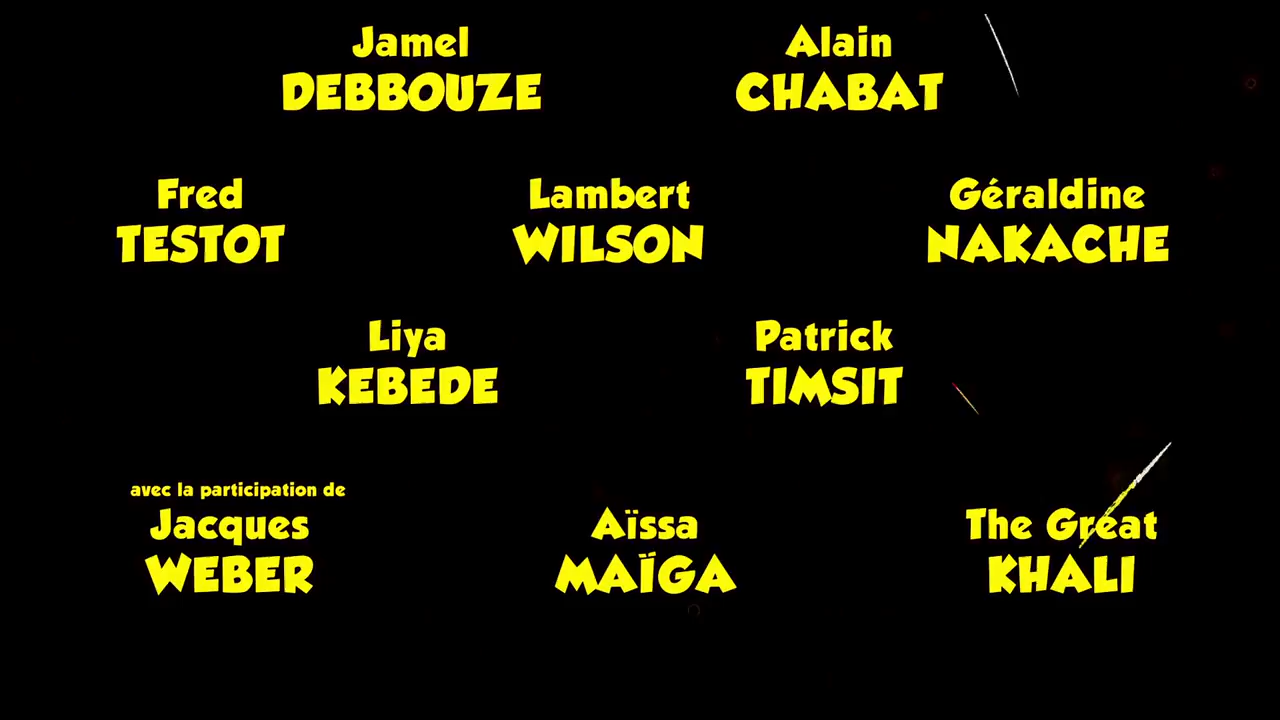 Jamel
DEBBOUZE
Alain
CHABAT
Fred
TESTOT
Lambert
WILSON
Géraldine
NAKACHE
Liya
KEBEDE
Patrick
TIMSIT
avec la participation de
Jacques
WEBER
Aïssa
MAÏGA
The Great
KHALI